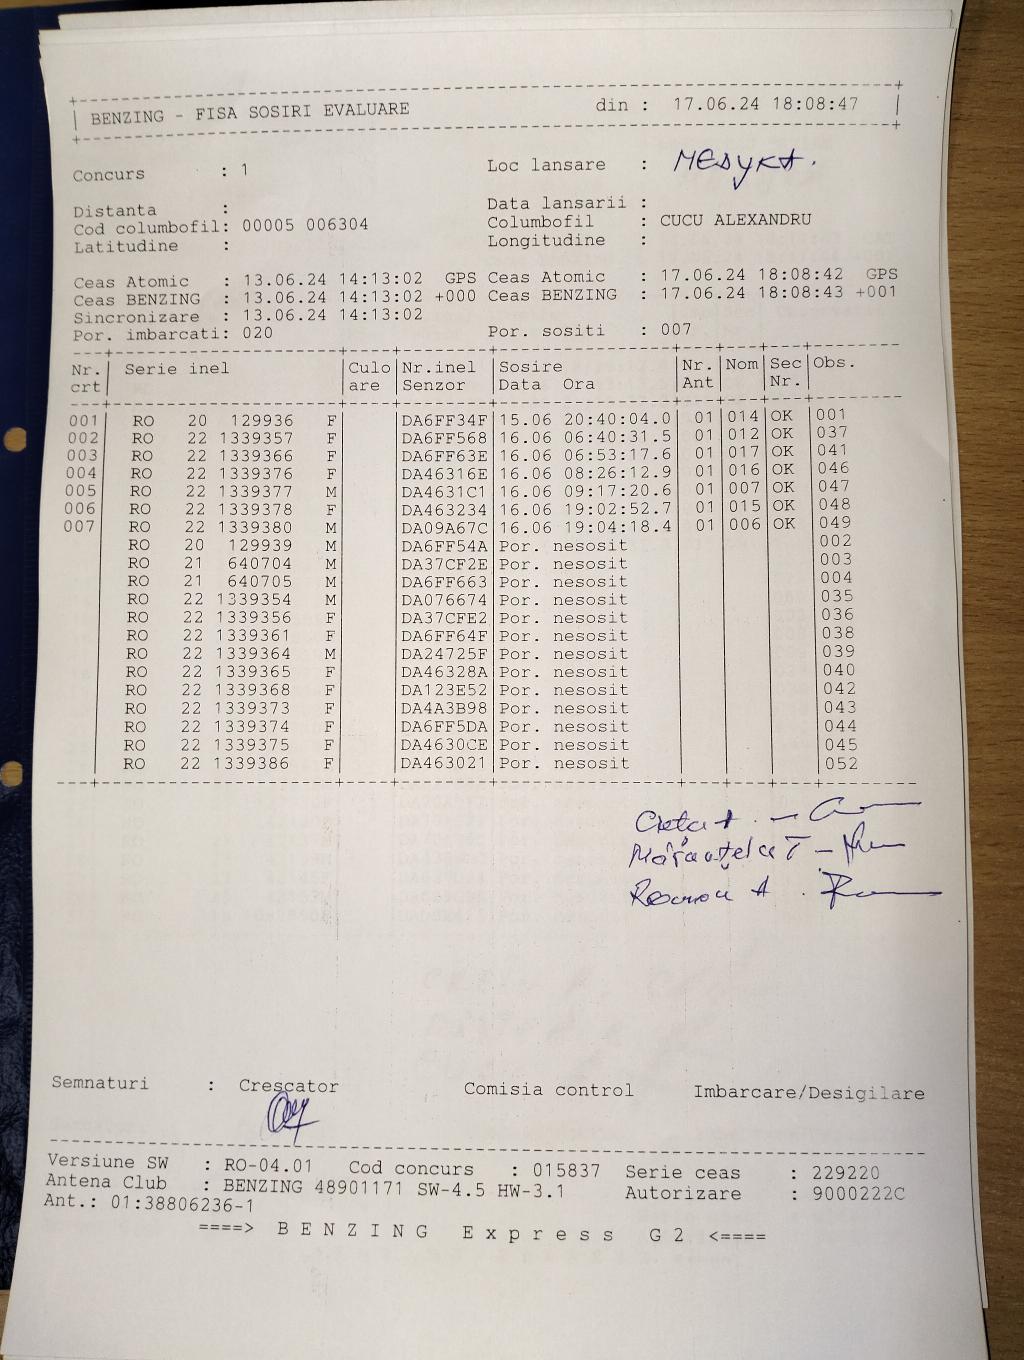 BENZING - FISA SOSIRI EVALUARE din : 17.06.24 18:08:47
Concurs : 1 Loc lansare : MEDYKA.
Distanta : Data lansarii :
Cod columbofil: 00005 006304 Columbofil : CUCU ALEXANDRU
Latitudine : Longitudine :
Ceas Atomic : 13.06.24 14:13:02 GPS Ceas Atomic : 17.06.24 18:08:42 GPS
Ceas BENZING : 13.06.24 14:13:02 +000 Ceas BENZING : 17.06.24 18:08:43 +001
Sincronizare : 13.06.24 14:13:02
Por. imbarcati: 020 Por. sositi : 007
Nr. Serie inel Culo Nr.inel Sosire Nr. Nom Sec Obs.
crt are Senzor Data Ora Ant Nr.
001 RO 20 129936 F DA6FF34F 15.06 20:40:04.0 01 014 OK 001
002 RO 22 1339357 F DA6FF568 16.06 06:40:31.5 01 012 OK 037
003 RO 22 1339366 F DA6FF63E 16.06 06:53:17.6 01 017 OK 041
004 RO 22 1339376 F DA46316E 16.06 08:26:12.9 01 016 OK 046
005 RO 22 1339377 M DA4631C1 16.06 09:17:20.6 01 007 OK 047
006 RO 22 1339378 F DA463234 16.06 19:02:52.7 01 015 OK 048
007 RO 22 1339380 M DA09A67C 16.06 19:04:18.4 01 006 OK 049
RO 20 129939 M DA6FF54A Por. nesosit 002
RO 21 640704 M DA37CF2E Por. nesosit 003
RO 21 640705 M DA6FF663 Por. nesosit 004
RO 22 1339354 M DA076674 Por. nesosit 035
RO 22 1339356 F DA37CFE2 Por. nesosit 036
RO 22 1339361 F DA6FF64F Por. nesosit 038
RO 22 1339364 M DA24725F Por. nesosit 039
RO 22 1339365 F DA46328A Por. nesosit 040
RO 22 1339368 F DA123E52 Por. nesosit 042
RO 22 1339373 F DA4A3B98 Por. nesosit 043
RO 22 1339374 F DA6FF5DA Por. nesosit 044
RO 22 1339375 F DA4630CE Por. nesosit 045
RO 22 1339386 F DA463021 Por. nesosit 052
Semnaturi : Crescator Comisia control Imbarcare/Desigilare
Versiune SW : RO-04.01 Cod concurs : 015837 Serie ceas : 229220
Antena Club : BENZING 48901171 SW-4.5 HW-3.1 Autorizare : 9000222C
Ant.: 01:38806236-1
====> B E N Z I N G E x p r e s s G 2 <====